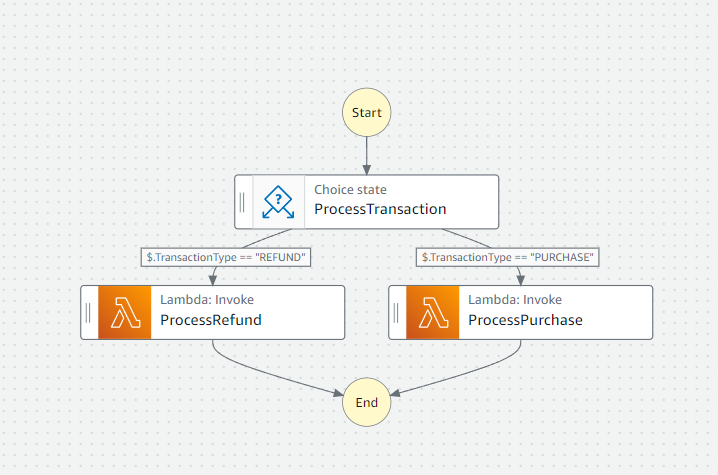 Start
Choice state
ProcessTransaction
$.TransactionType == "REFUND"
$.TransactionType == "PURCHASE"
Lambda: Invoke
ProcessRefund
Lambda: Invoke
ProcessPurchase
End